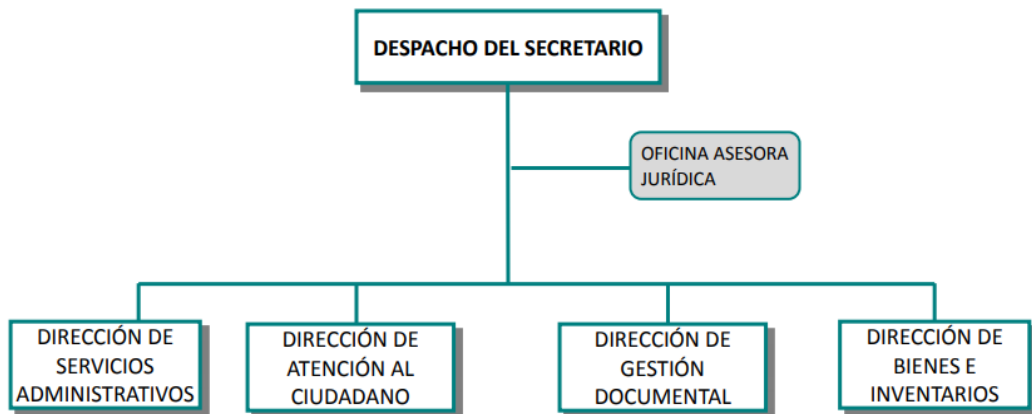 DESPACHO DEL SECRETARIO
OFICINA ASESORA
JURÍDICA
DIRECCIÓN DE
SERVICIOS
ADMINISTRATIVOS
DIRECCIÓN DE
ATENCIÓN AL
CIUDADANO
DIRECCIÓN DE
GESTIÓN
DOCUMENTAL
DIRECCIÓN DE
BIENES E
INVENTARIOS